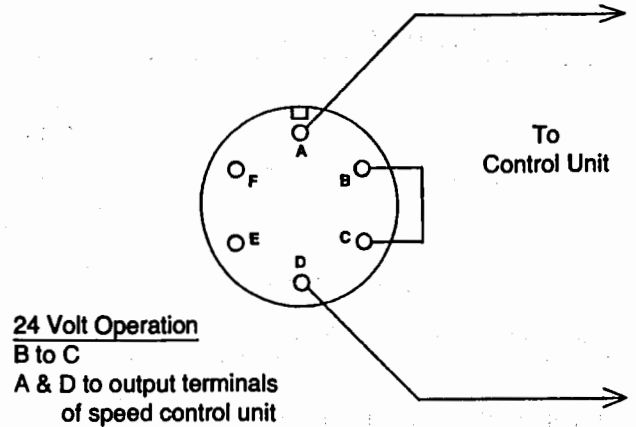 A
To
Control Unit
F
B
E
C
D
24 Volt Operation
B to C
A & D to output terminals
of speed control unit